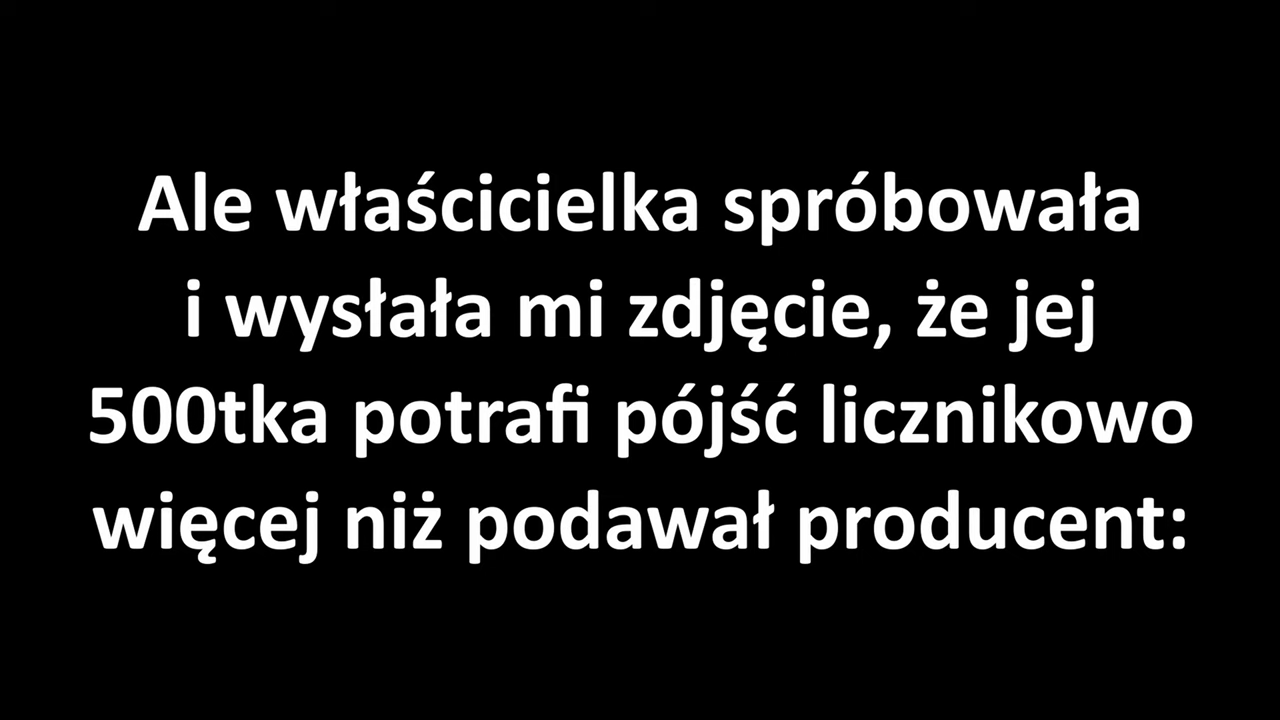 Ale właścicielka spróbowała
i wysłała mi zdjęcie, że jej
500tka potrafi pójść licznikowo
więcej niż podawał producent: